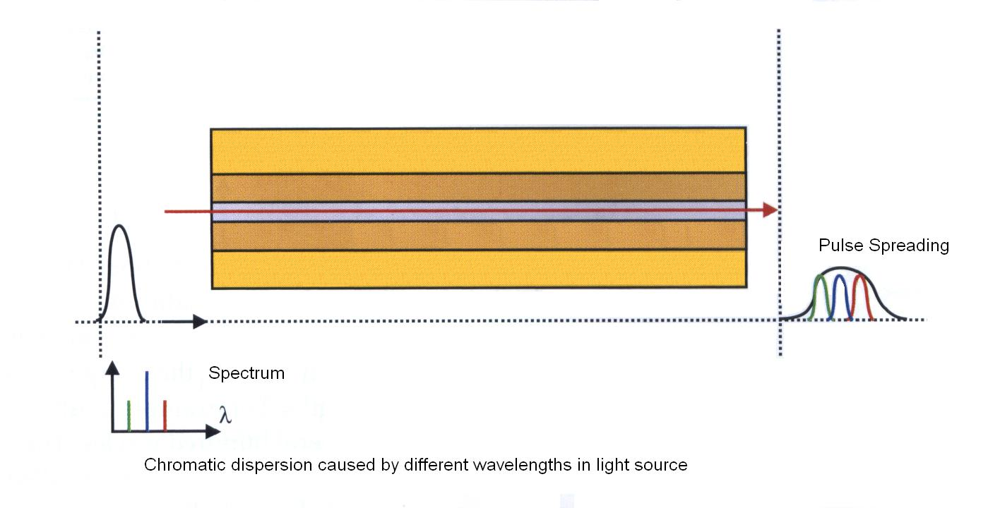 Pulse Spreading
Spectrum
λ
Chromatic dispersion caused by different wavelengths in light source